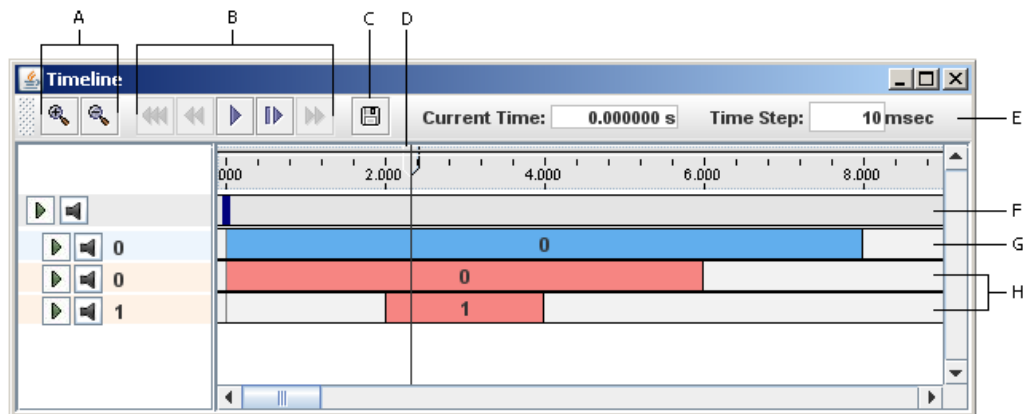 A B C D
Timeline
Current Time: 0.000000 s Time Step: 10 msec E
000 2.000 4.000 6.000 8.000
F
0 0 G
0 0
H
1 1